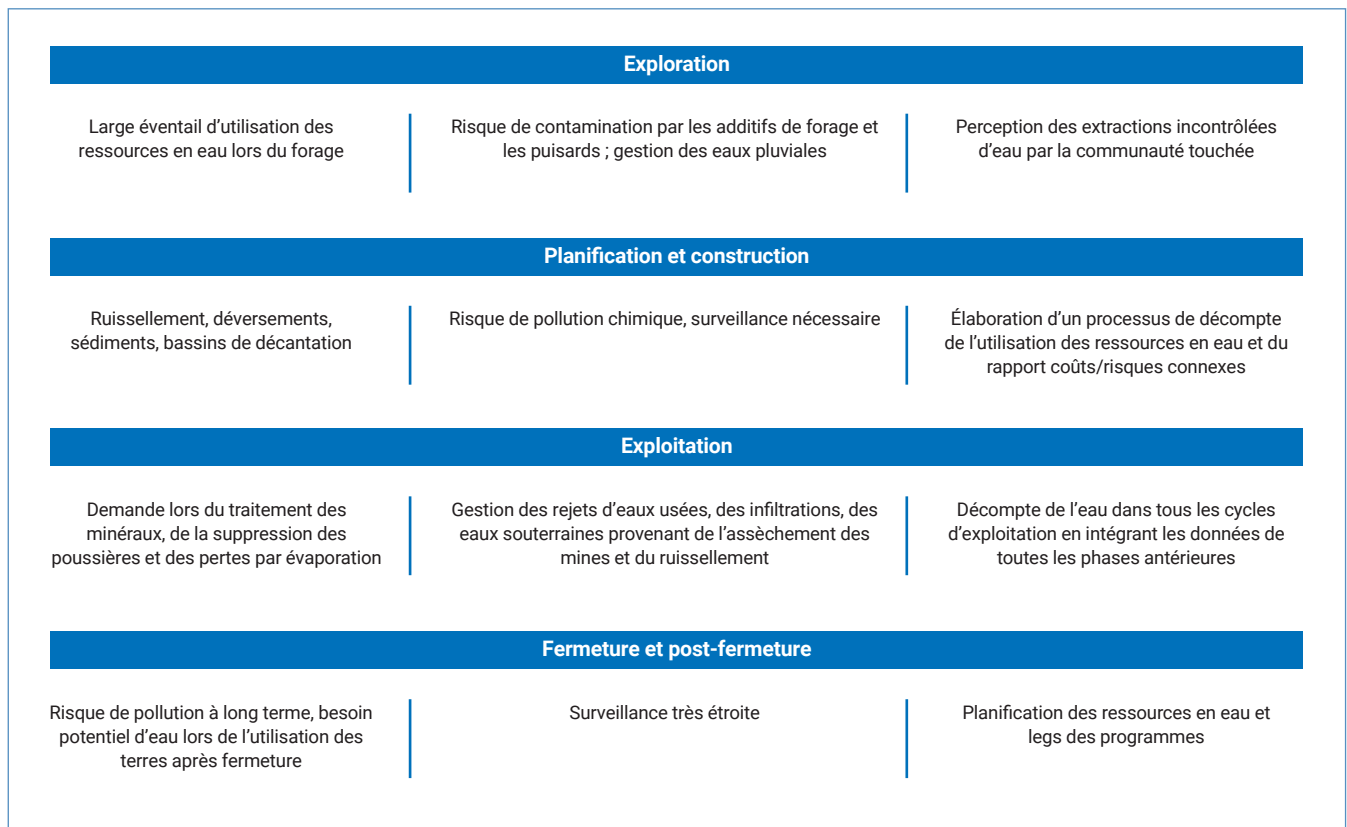 Exploration
Large éventail d’utilisation des
ressources en eau lors du forage
Risque de contamination par les additifs de forage et
les puisards ; gestion des eaux pluviales
Perception des extractions incontrôlées
d’eau par la communauté touchée
Planification et construction
Ruissellement, déversements,
sédiments, bassins de décantation
Risque de pollution chimique, surveillance nécessaire
Élaboration d’un processus de décompte
de l’utilisation des ressources en eau et du
rapport coûts/risques connexes
Exploitation
Demande lors du traitement des
minéraux, de la suppression des
poussières et des pertes par évaporation
Gestion des rejets d’eaux usées, des infiltrations, des
eaux souterraines provenant de l’assèchement des
mines et du ruissellement
Décompte de l’eau dans tous les cycles
d’exploitation en intégrant les données de
toutes les phases antérieures
Fermeture et post-fermeture
Risque de pollution à long terme, besoin
potentiel d’eau lors de l’utilisation des
terres après fermeture
Surveillance très étroite
Planification des ressources en eau et
legs des programmes